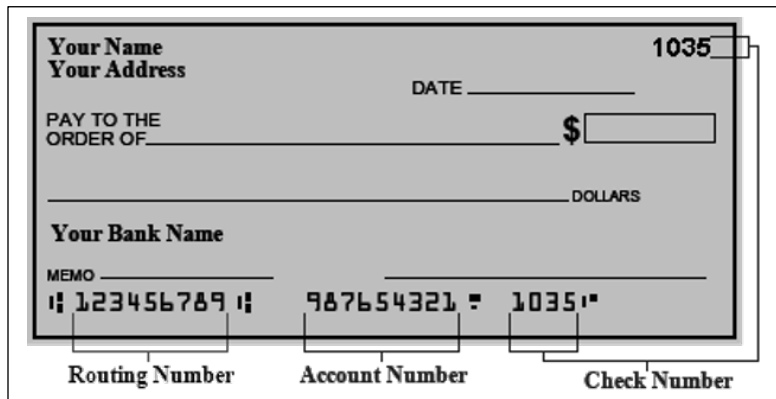 Your Name
1035
Your Address
DATE
PAY TO THE
ORDER OF
$
DOLLARS
Your Bank Name
MEMO
⑆123456789⑆ 987654321⑈ 1035⑈
Routing Number
Account Number
Check Number